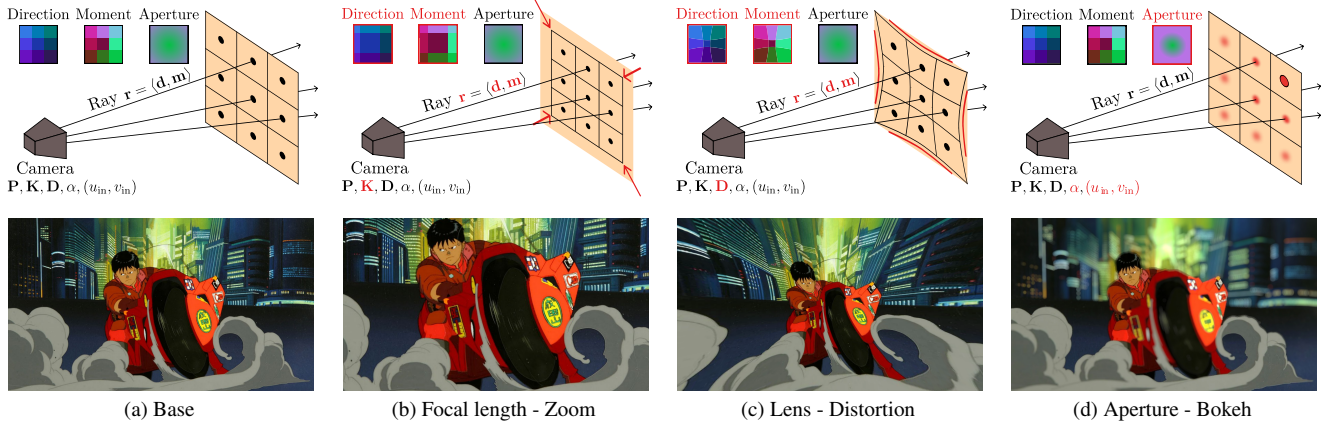 Direction Moment Aperture
Ray r = ⟨d, m⟩
Camera
P, K, D, α, (u_in, v_in)
(a) Base
Direction Moment Aperture
Ray r = ⟨d, m⟩
Camera
P, K, D, α, (u_in, v_in)
(b) Focal length - Zoom
Direction Moment Aperture
Ray r = ⟨d, m⟩
Camera
P, K, D, α, (u_in, v_in)
(c) Lens - Distortion
Direction Moment Aperture
Ray r = ⟨d, m⟩
Camera
P, K, D, α, (u_in, v_in)
(d) Aperture - Bokeh